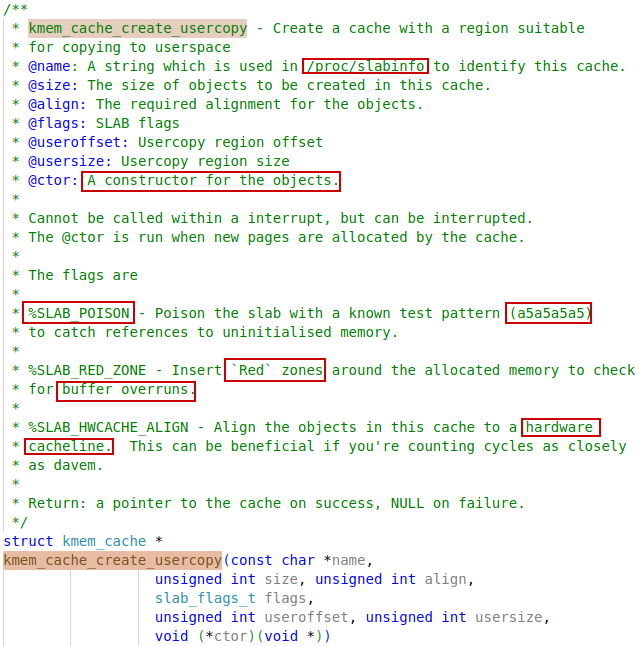 /**
 * kmem_cache_create_usercopy - Create a cache with a region suitable
 * for copying to userspace
 * @name: A string which is used in /proc/slabinfo to identify this cache.
 * @size: The size of objects to be created in this cache.
 * @align: The required alignment for the objects.
 * @flags: SLAB flags
 * @useroffset: Usercopy region offset
 * @usersize: Usercopy region size
 * @ctor: A constructor for the objects.
 *
 * Cannot be called within a interrupt, but can be interrupted.
 * The @ctor is run when new pages are allocated by the cache.
 *
 * The flags are
 *
 * %SLAB_POISON - Poison the slab with a known test pattern (a5a5a5a5)
 * to catch references to uninitialised memory.
 *
 * %SLAB_RED_ZONE - Insert `Red` zones around the allocated memory to check
 * for buffer overruns.
 *
 * %SLAB_HWCACHE_ALIGN - Align the objects in this cache to a hardware
 * cacheline.  This can be beneficial if you're counting cycles as closely
 * as davem.
 *
 * Return: a pointer to the cache on success, NULL on failure.
 */
struct kmem_cache *
kmem_cache_create_usercopy(const char *name,
                  unsigned int size, unsigned int align,
                  slab_flags_t flags,
                  unsigned int useroffset, unsigned int usersize,
                  void (*ctor)(void *))